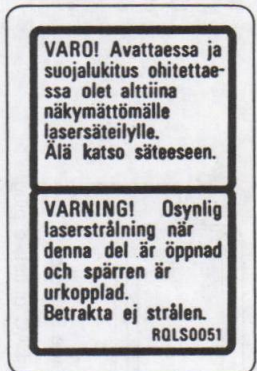 VARO! Avattaessa ja
suojalukitus ohitettae-
ssa olet alttiina
näkymättömälle
lasersäteilylle.
Älä katso säteeseen.
VARNING! Osynlig
laserstrålning när
denna del är öppnad
och spärren är
urkopplad.
Betrakta ej strålen.
RQLS0051